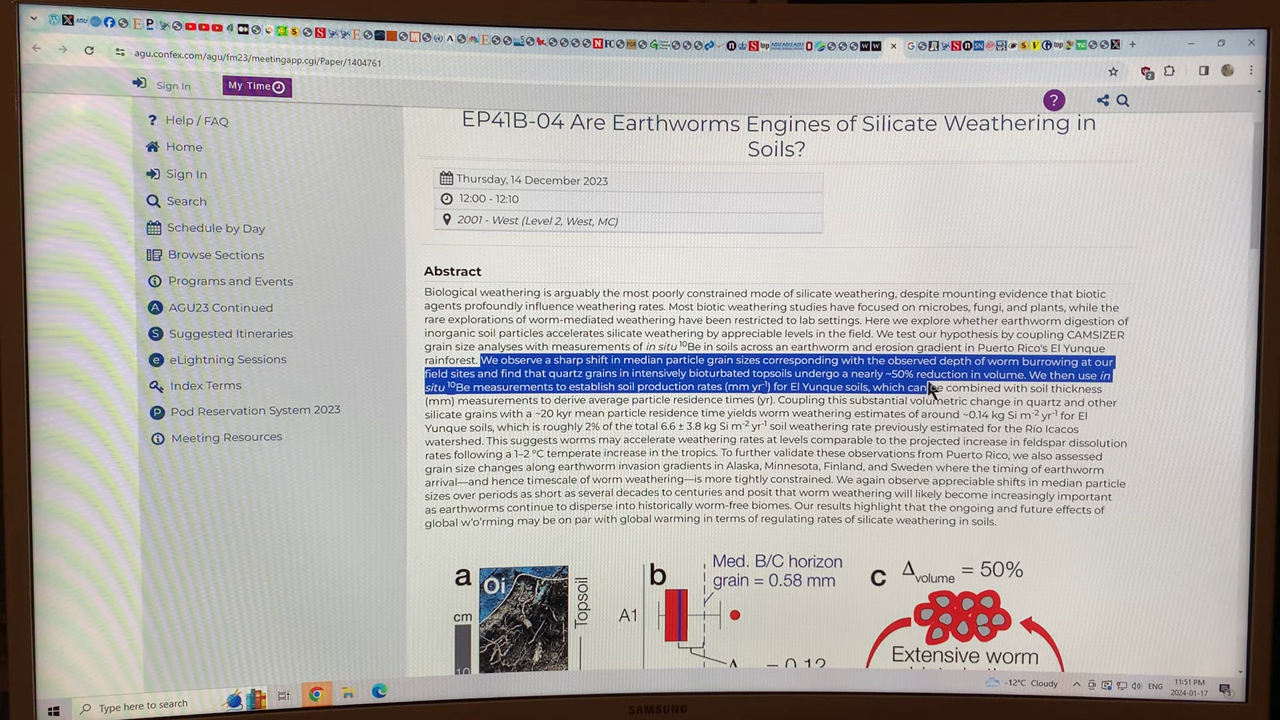 agu.confex.com/agu/fm23/meetingapp.cgi/Paper/1404761
Sign In
My Time
?
Help / FAQ
Home
Sign In
Search
Schedule by Day
Browse Sections
Programs and Events
AGU23 Continued
Suggested Itineraries
eLightning Sessions
Index Terms
Pod Reservation System 2023
Meeting Resources
EP41B-04 Are Earthworms Engines of Silicate Weathering in
Soils?
Thursday, 14 December 2023
12:00 - 12:10
2001 - West (Level 2, West, MC)
Abstract
Biological weathering is arguably the most poorly constrained mode of silicate weathering, despite mounting evidence that biotic
agents profoundly influence weathering rates. Most biotic weathering studies have focused on microbes, fungi, and plants, while the
rare explorations of worm-mediated weathering have been restricted to lab settings. Here we explore whether earthworm digestion of
inorganic soil particles accelerates silicate weathering by appreciable levels in the field. We test our hypothesis by coupling CAMSIZER
grain size analyses with measurements of in situ ¹⁰Be in soils across an earthworm and erosion gradient in Puerto Rico's El Yunque
rainforest. We observe a sharp shift in median particle grain sizes corresponding with the observed depth of worm burrowing at our
field sites and find that quartz grains in intensively bioturbated topsoils undergo a nearly ~50% reduction in volume. We then use in
situ ¹⁰Be measurements to establish soil production rates (mm yr⁻¹) for El Yunque soils, which can be combined with soil thickness
(mm) measurements to derive average particle residence times (yr). Coupling this substantial volumetric change in quartz and other
silicate grains with a ~20 kyr mean particle residence time yields worm weathering estimates of around ~0.14 kg Si m⁻² yr⁻¹ for El
Yunque soils, which is roughly 2% of the total 6.6 ± 3.8 kg Si m⁻² yr⁻¹ soil weathering rate previously estimated for the Río Icacos
watershed. This suggests worms may accelerate weathering rates at levels comparable to the projected increase in feldspar dissolution
rates following a 1–2 °C temperate increase in the tropics. To further validate these observations from Puerto Rico, we also assessed
grain size changes along earthworm invasion gradients in Alaska, Minnesota, Finland, and Sweden where the timing of earthworm
arrival—and hence timescale of worm weathering—is more tightly constrained. We again observe appreciable shifts in median particle
sizes over periods as short as several decades to centuries and posit that worm weathering will likely become increasingly important
as earthworms continue to disperse into historically worm-free biomes. Our results highlight that the ongoing and future effects of
global w'o'rming may be on par with global warming in terms of regulating rates of silicate weathering in soils.
a
Oi
cm
10
Topsoil
b
Med. B/C horizon
grain = 0.58 mm
A1
c
Δvolume = 50%
Extensive worm
Type here to search
-12°C Cloudy
ENG
11:51 PM
2024-01-17
SAMSUNG